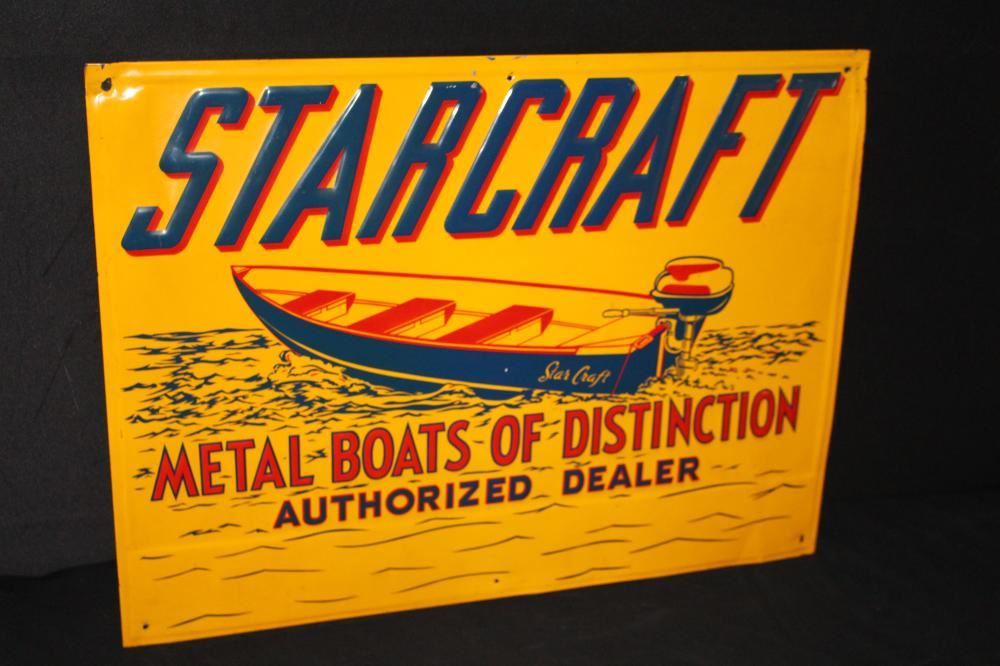 STARCRAFT
Star Craft
METAL BOATS OF DISTINCTION
AUTHORIZED DEALER